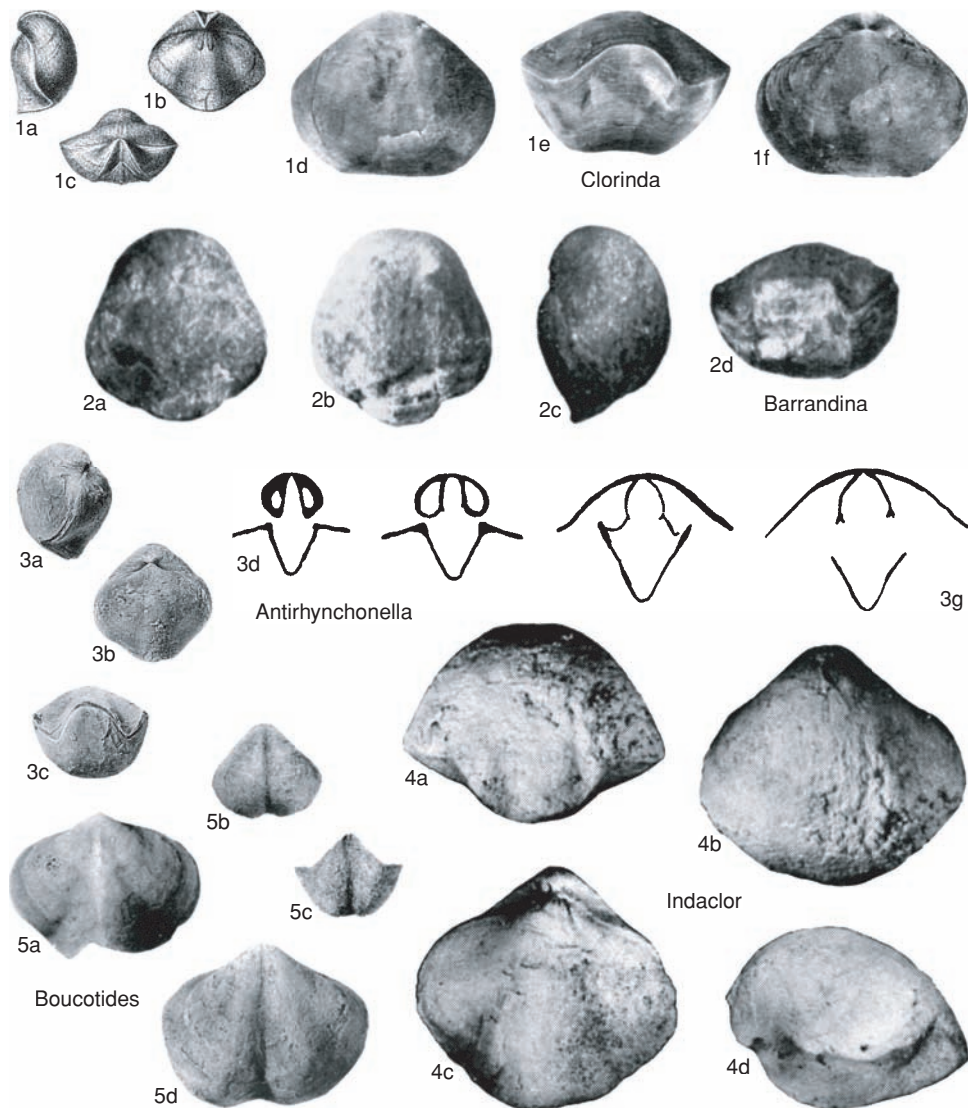 1a
1b
1c
1d
1e
1f
Clorinda
2a
2b
2c
2d
Barrandina
3a
3b
3c
3d
3g
Antirhynchonella
4a
4b
4c
4d
Indaclor
5a
5b
5c
5d
Boucotides